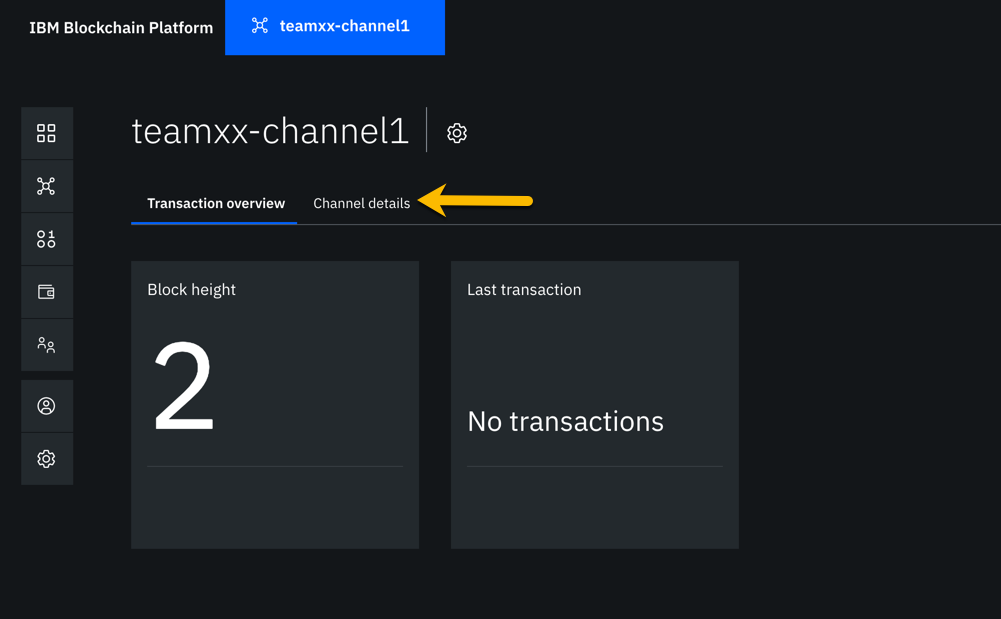 IBM Blockchain Platform
teamxx-channel1
teamxx-channel1
Transaction overview
Channel details
Block height
2
Last transaction
No transactions